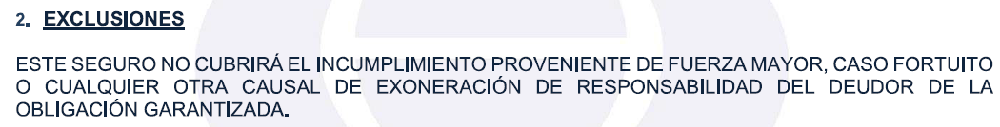 2. EXCLUSIONES
ESTE SEGURO NO CUBRIRÁ EL INCUMPLIMIENTO PROVENIENTE DE FUERZA MAYOR, CASO FORTUITO
O CUALQUIER OTRA CAUSAL DE EXONERACIÓN DE RESPONSABILIDAD DEL DEUDOR DE LA
OBLIGACIÓN GARANTIZADA.